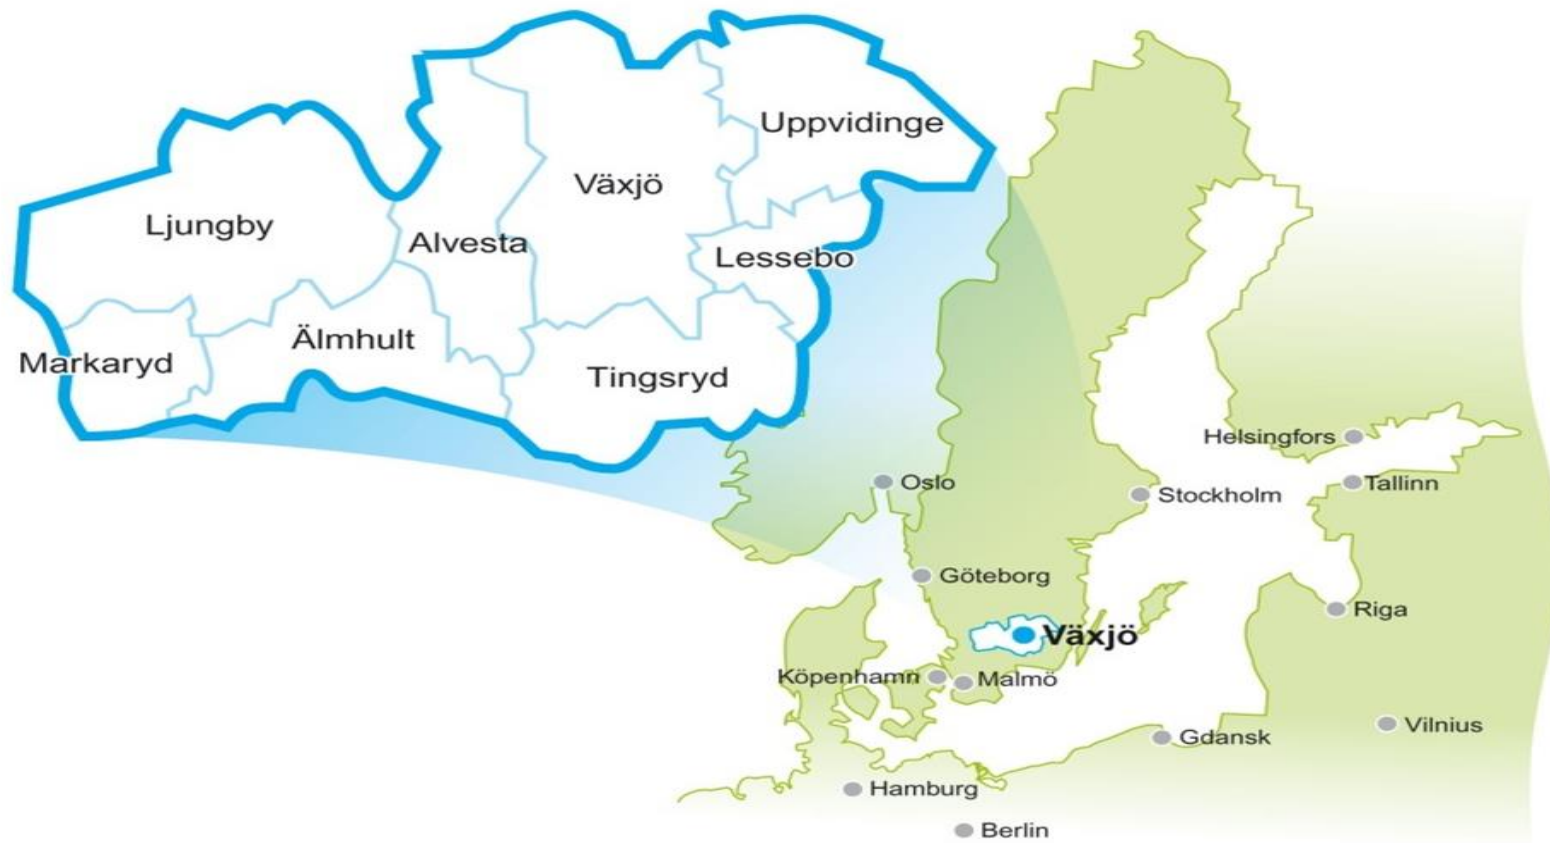 Uppvidinge
Växjö
Ljungby
Alvesta
Lessebo
Älmhult
Markaryd
Tingsryd
Helsingfors
Oslo
Tallinn
Stockholm
Göteborg
Riga
Växjö
Köpenhamn
Malmö
Vilnius
Gdansk
Hamburg
Berlin